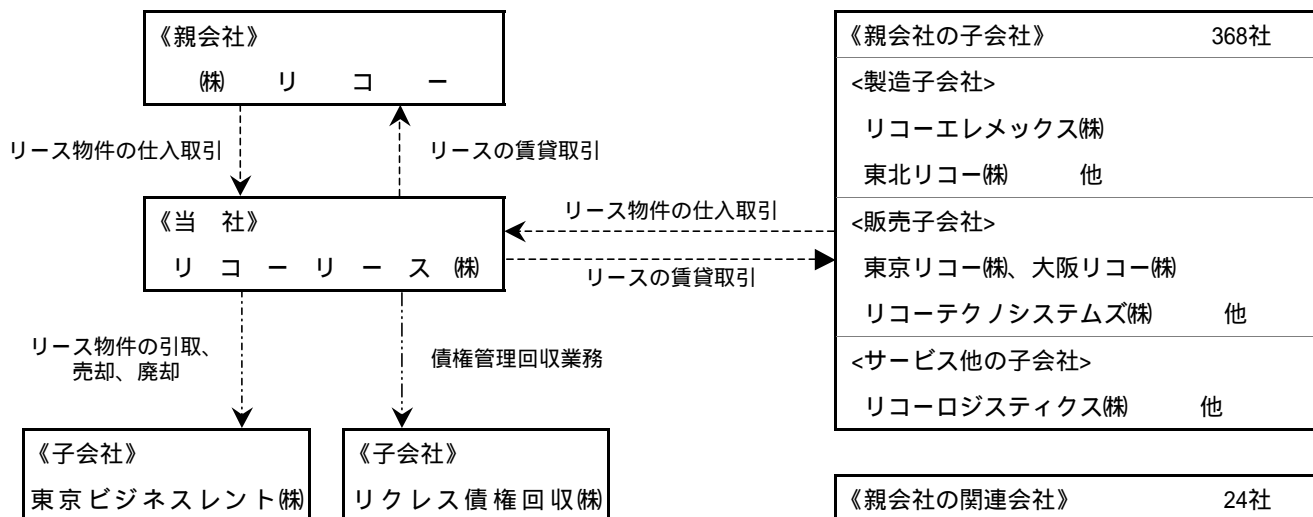 《親会社》
㈱ リ コ ー
リース物件の仕入取引
リースの賃貸取引
《当 社》
リ コ ー リ ー ス ㈱
リース物件の引取、
売却、廃却
債権管理回収業務
《子会社》
東京ビジネスレント㈱
《子会社》
リクレス債権回収㈱
リース物件の仕入取引
リースの賃貸取引
《親会社の子会社》 368社
<製造子会社>
リコーエレメックス㈱
東北リコー㈱ 他
<販売子会社>
東京リコー㈱、大阪リコー㈱
リコーテクノシステムズ㈱ 他
<サービス他の子会社>
リコーロジスティクス㈱ 他
《親会社の関連会社》 24社